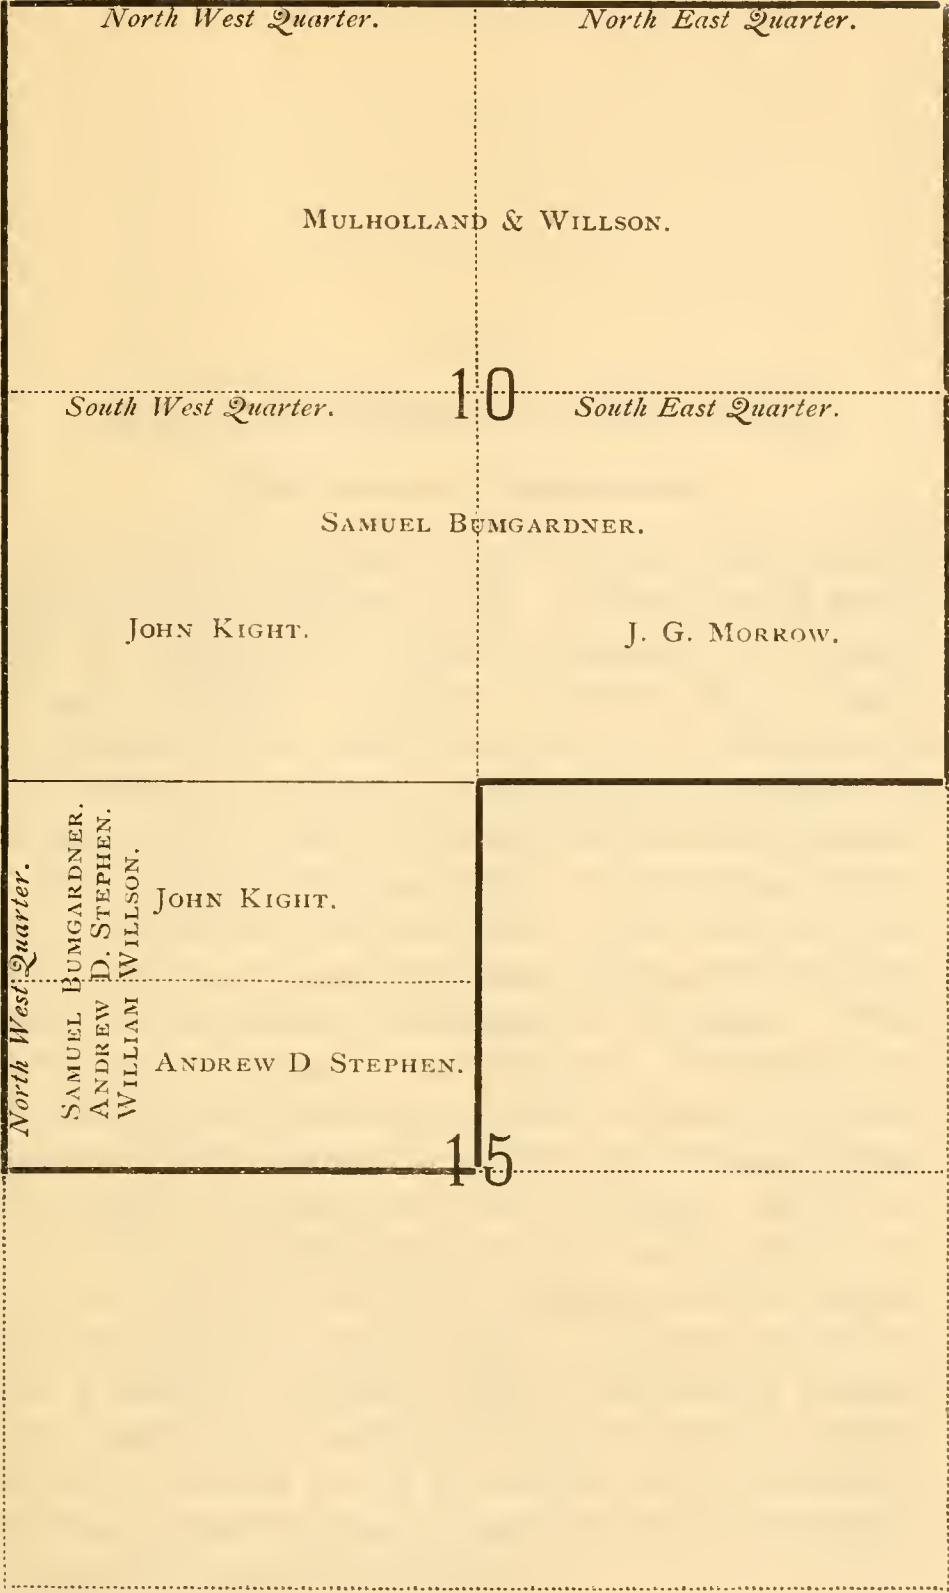 North West Quarter.
North East Quarter.
MULHOLLAND & WILLSON.
10
South West Quarter.
South East Quarter.
SAMUEL BUMGARDNER.
JOHN KIGHT.
J. G. MORROW.
North West Quarter.
SAMUEL BUMGARDNER.
ANDREW D. STEPHEN.
WILLIAM WILLSON.
JOHN KIGHT.
ANDREW D STEPHEN.
15